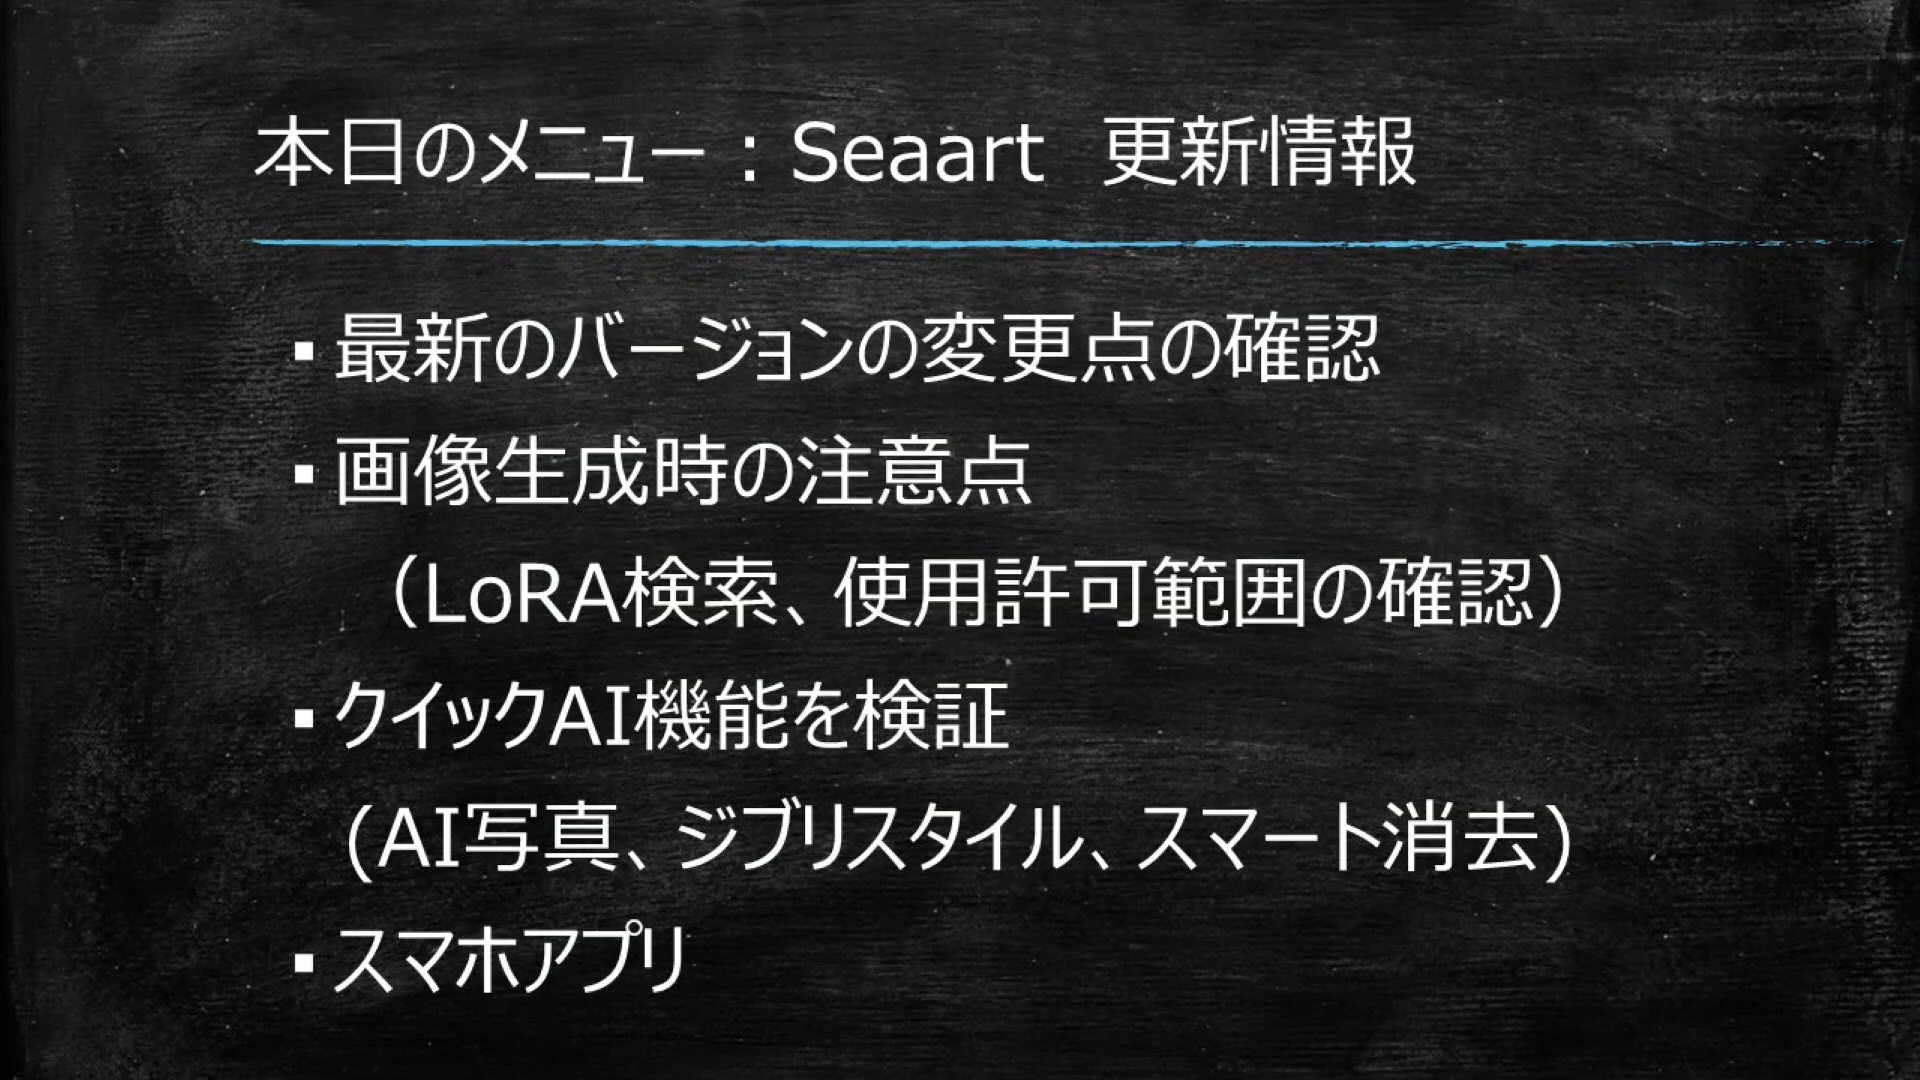 本日のメニュー：Seaart　更新情報
▪最新のバージョンの変更点の確認
▪画像生成時の注意点
（LoRA検索、使用許可範囲の確認）
▪クイックAI機能を検証
(AI写真、ジブリスタイル、スマート消去)
▪スマホアプリ